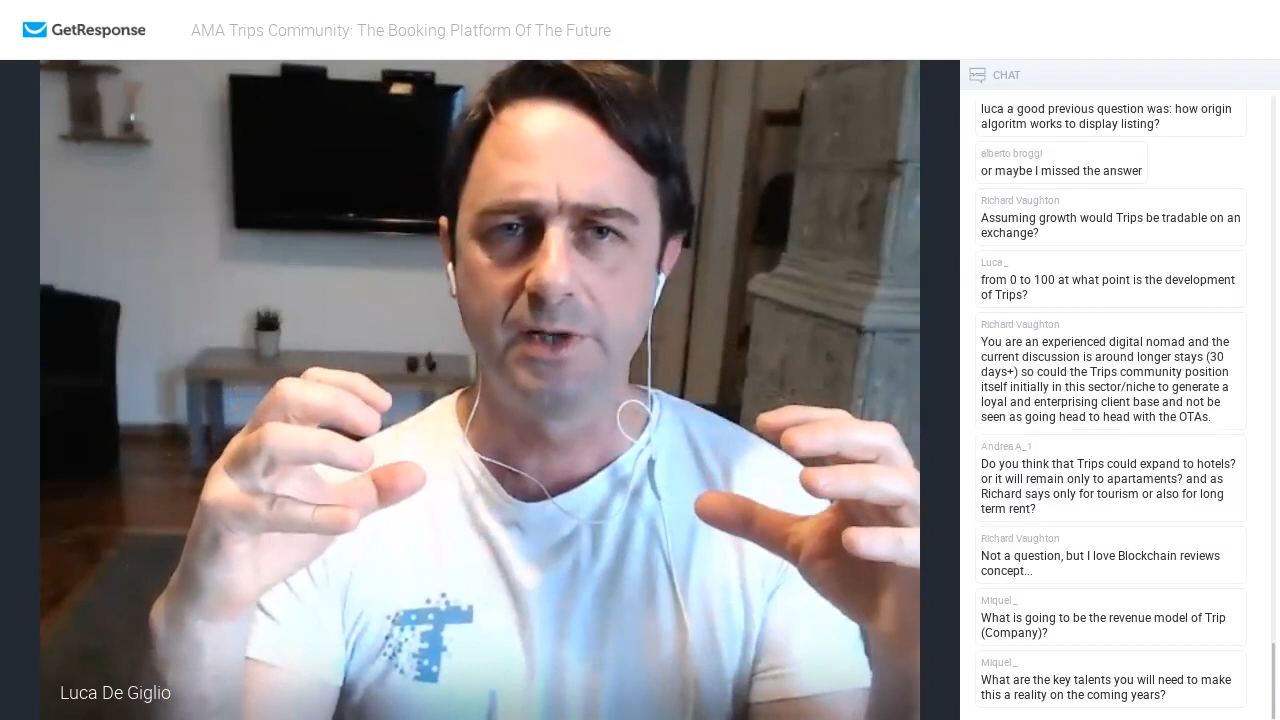 GetResponse
AMA Trips Community: The Booking Platform Of The Future
CHAT
luca a good previous question was: how origin
algoritm works to display listing?
alberto broggi
or maybe I missed the answer
Richard Vaughton
Assuming growth would Trips be tradable on an
exchange?
Luca_
from 0 to 100 at what point is the development
of Trips?
Richard Vaughton
You are an experienced digital nomad and the
current discussion is around longer stays (30
days+) so could the Trips community position
itself initially in this sector/niche to generate a
loyal and enterprising client base and not be
seen as going head to head with the OTAs.
Andrea A_1
Do you think that Trips could expand to hotels?
or it will remain only to apartaments? and as
Richard says only for tourism or also for long
term rent?
Richard Vaughton
Not a question, but I love Blockchain reviews
concept...
Miquel_
What is going to be the revenue model of Trip
(Company)?
Miquel_
What are the key talents you will need to make
this a reality on the coming years?
T
Luca De Giglio